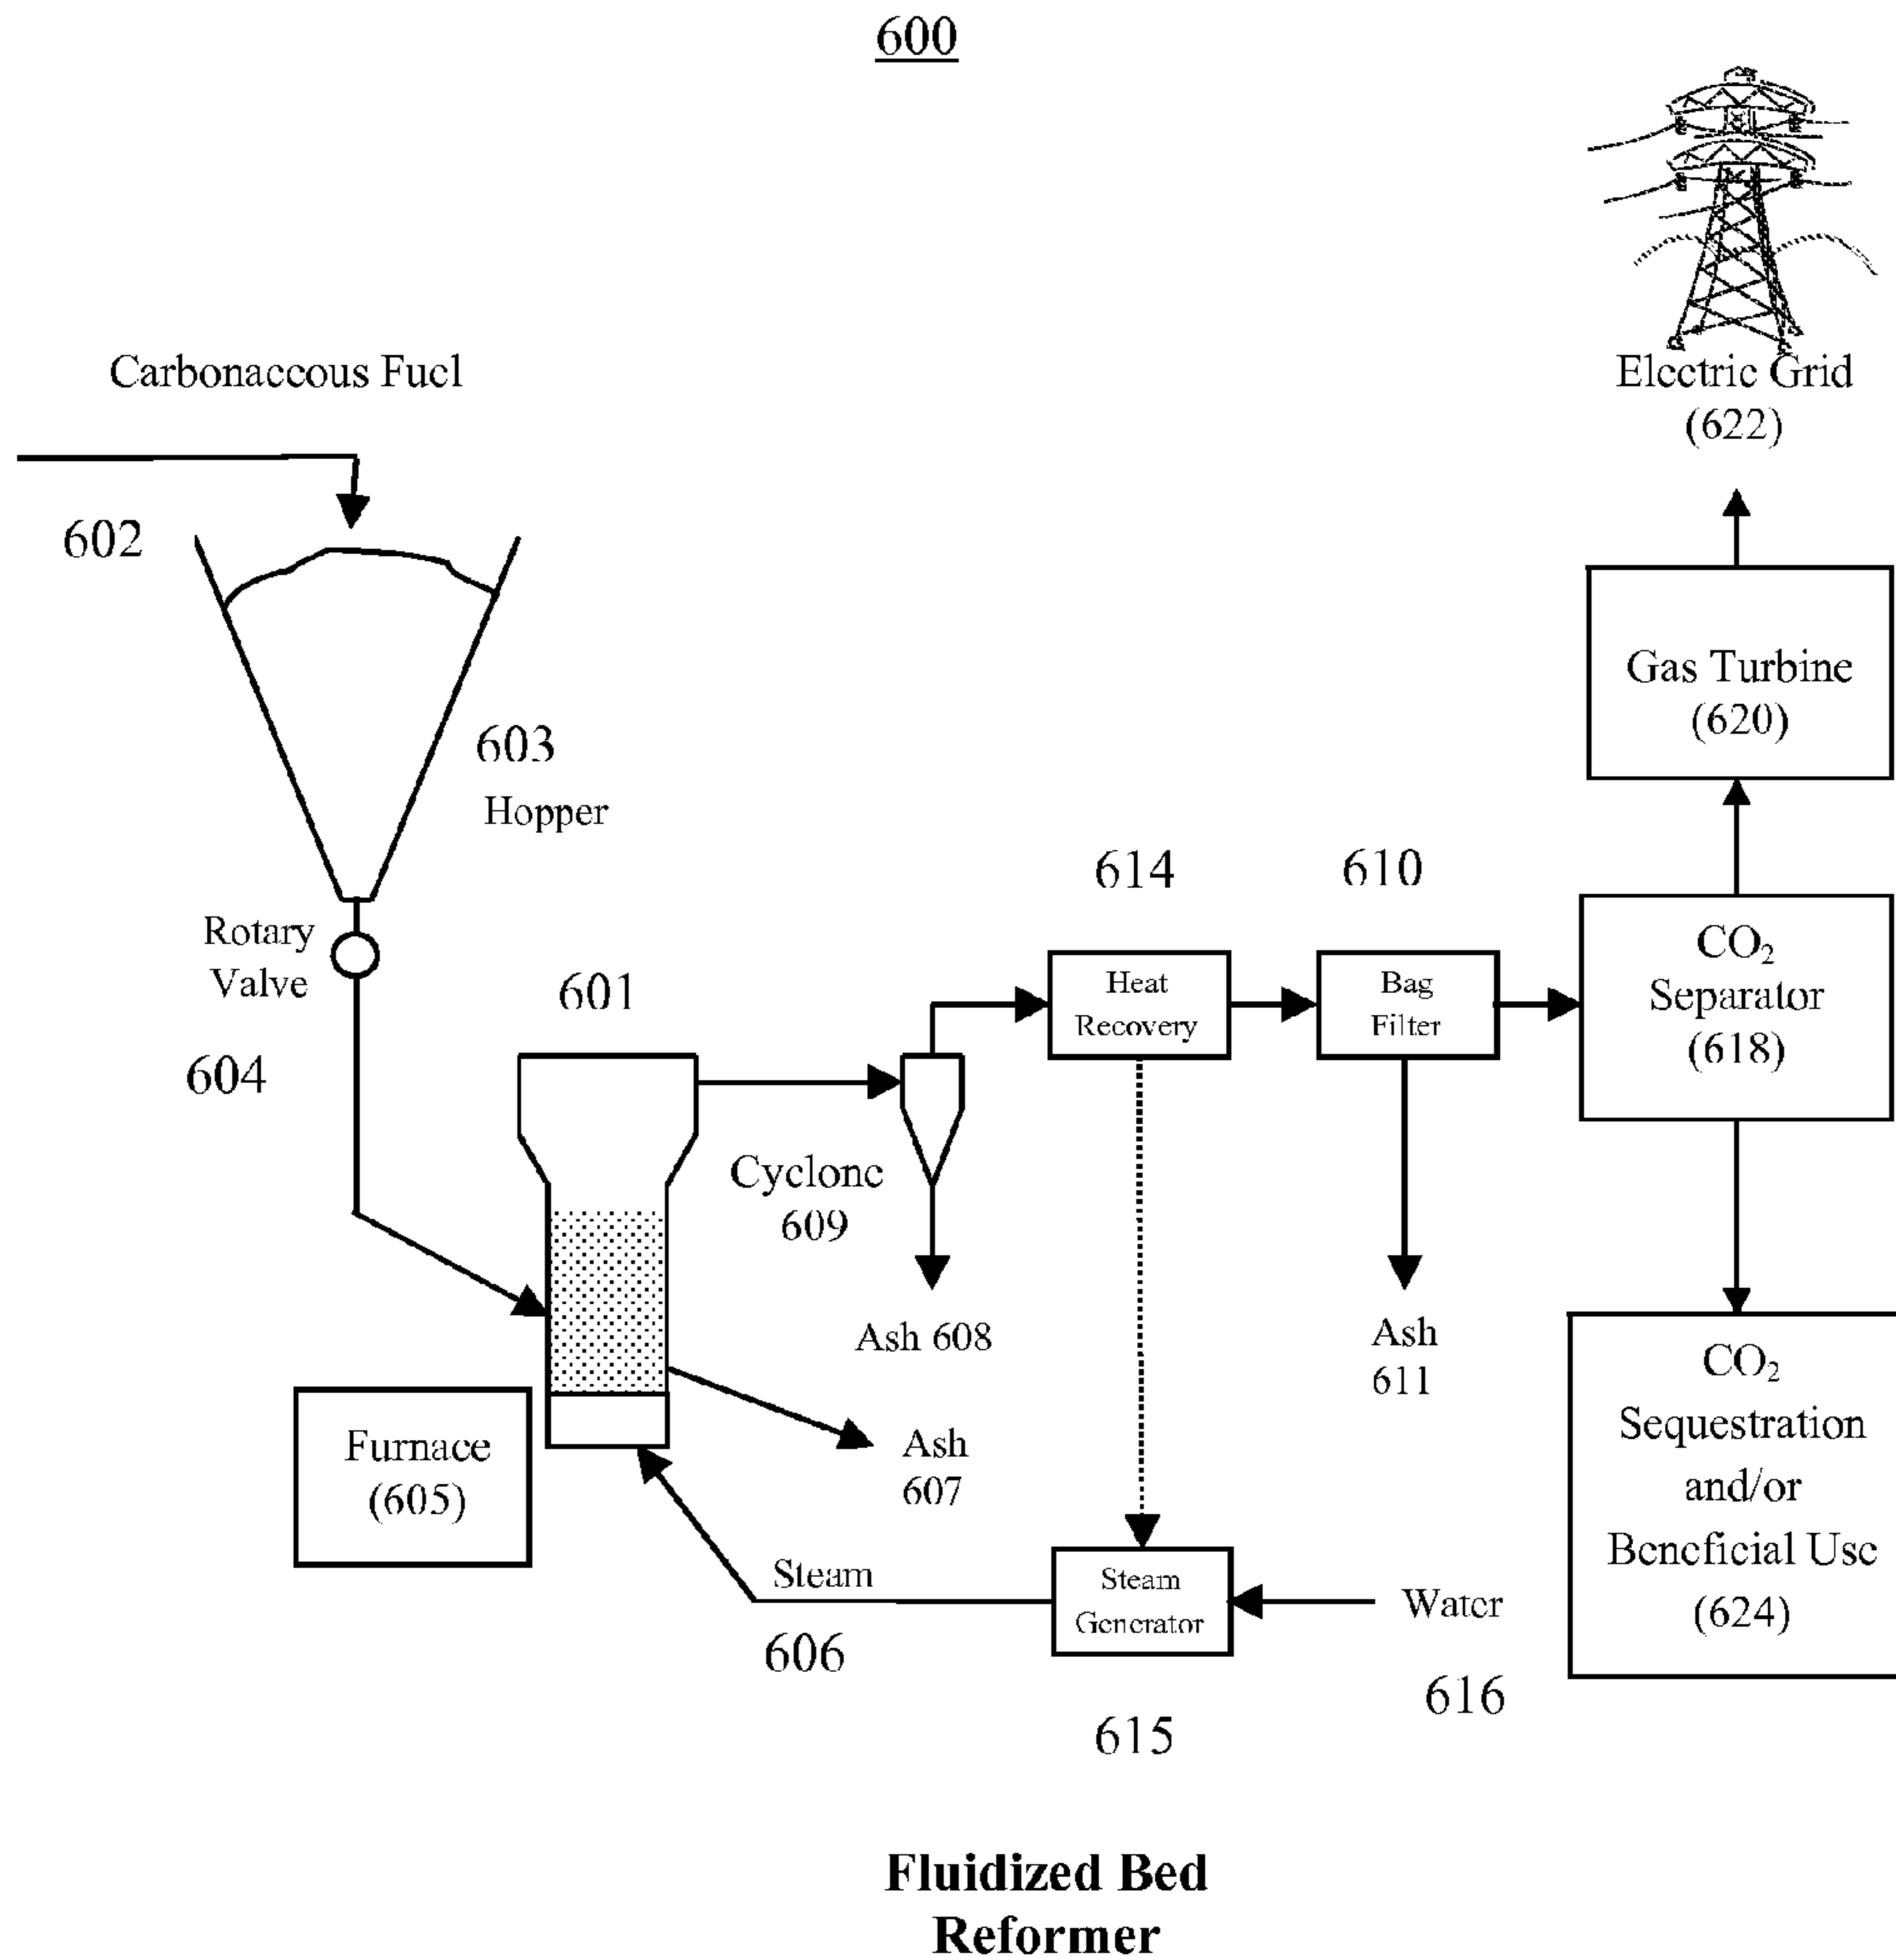 600
Carbonaceous Fuel
Electric Grid
(622)
602
603
Hopper
Gas Turbine
(620)
614
610
Rotary
Valve
601
Heat
Recovery
Bag
Filter
CO₂
Separator
(618)
604
Cyclone
609
Ash 608
Ash
611
CO₂
Sequestration
and/or
Beneficial Use
(624)
Furnace
(605)
Ash
607
Steam
606
Steam
Generator
Water
616
615
Fluidized Bed
Reformer